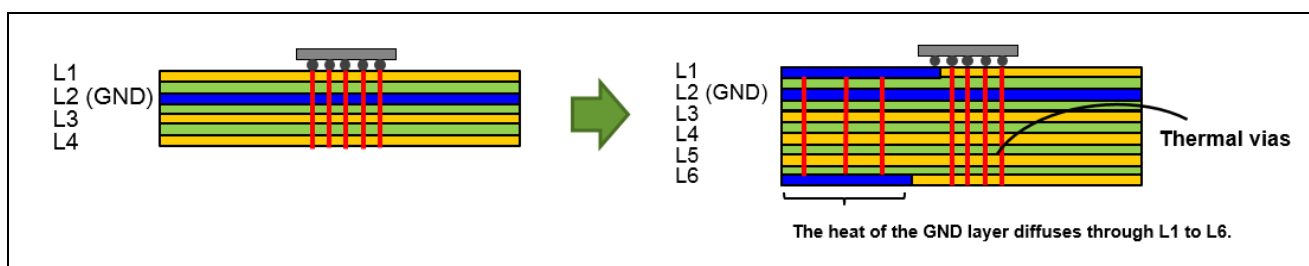 L1
L2 (GND)
L3
L4
L1
L2 (GND)
L3
L4
L5
L6
Thermal vias
The heat of the GND layer diffuses through L1 to L6.